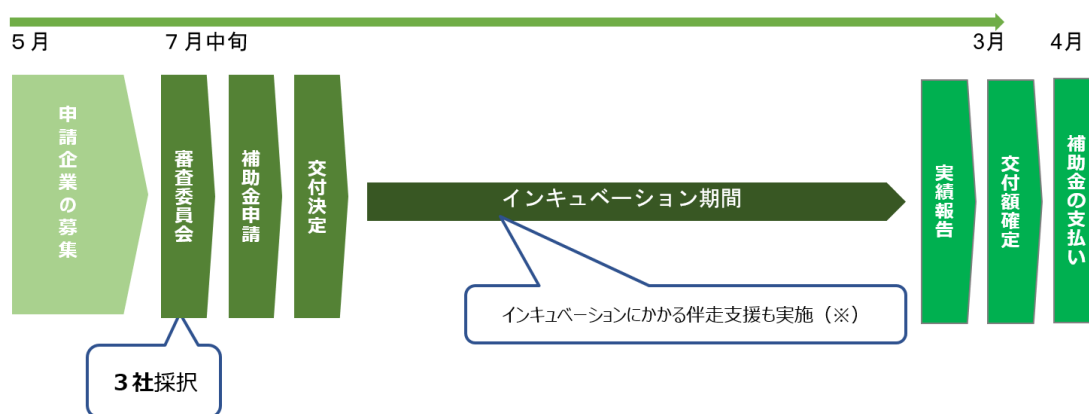 ５月
７月中旬
3月
4月
申請企業の募集
審査委員会
補助金申請
交付決定
インキュベーション期間
実績報告
交付額確定
補助金の支払い
インキュベーションにかかる伴走支援も実施（※）
３社採択